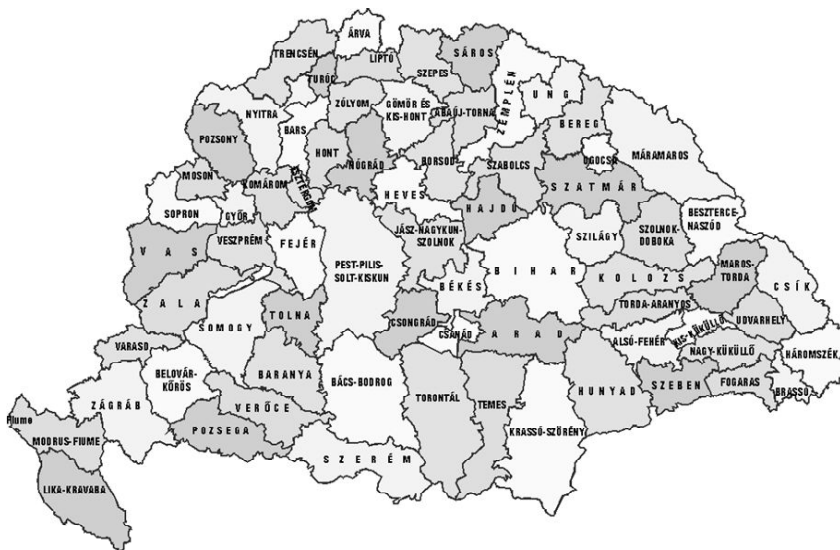 ÁRVA
TRENCSÉN
LIPTÓ
SÁROS
TURÓC
SZEPES
ZEMPLÉN
UNG
NYITRA
ZÓLYOM
GÖMÖR ÉS
KIS-HONT
ABAÚJ-TORNA
BARS
BEREG
POZSONY
HONT
NÓGRÁD
BORSOD
UGOCSA
MÁRAMAROS
MOSON
KOMÁROM
ESZTERGOM
HEVES
SZABOLCS
SZATMÁR
SOPRON
GYŐR
HAJDÚ
BESZTERCE-
NASZÓD
VAS
VESZPRÉM
FEJÉR
JÁSZ-NAGYKUN-
SZOLNOK
SZILÁGY
SZOLNOK-
DOBOKA
PEST-PILIS-
SOLT-KISKUN
BIHAR
KOLOZS
MAROS-
TORDA
CSÍK
BÉKÉS
ZALA
TOLNA
TORDA-ARANYOS
SOMOGY
CSONGRÁD
CSANÁD
ARAD
ALSÓ-FEHÉR
KIS-KÜKÜLLŐ
UDVARHELY
VARASD
NAGY-KÜKÜLLŐ
HÁROMSZÉK
BELOVÁR-
KŐRÖS
BARANYA
BÁCS-BODROG
TORONTÁL
TEMES
HUNYAD
SZEBEN
FOGARAS
BRASSÓ
ZÁGRÁB
VERŐCE
Fiume
POZSEGA
KRASSÓ-SZÖRÉNY
MODRUS-FIUME
SZERÉM
LIKA-KRAVABA